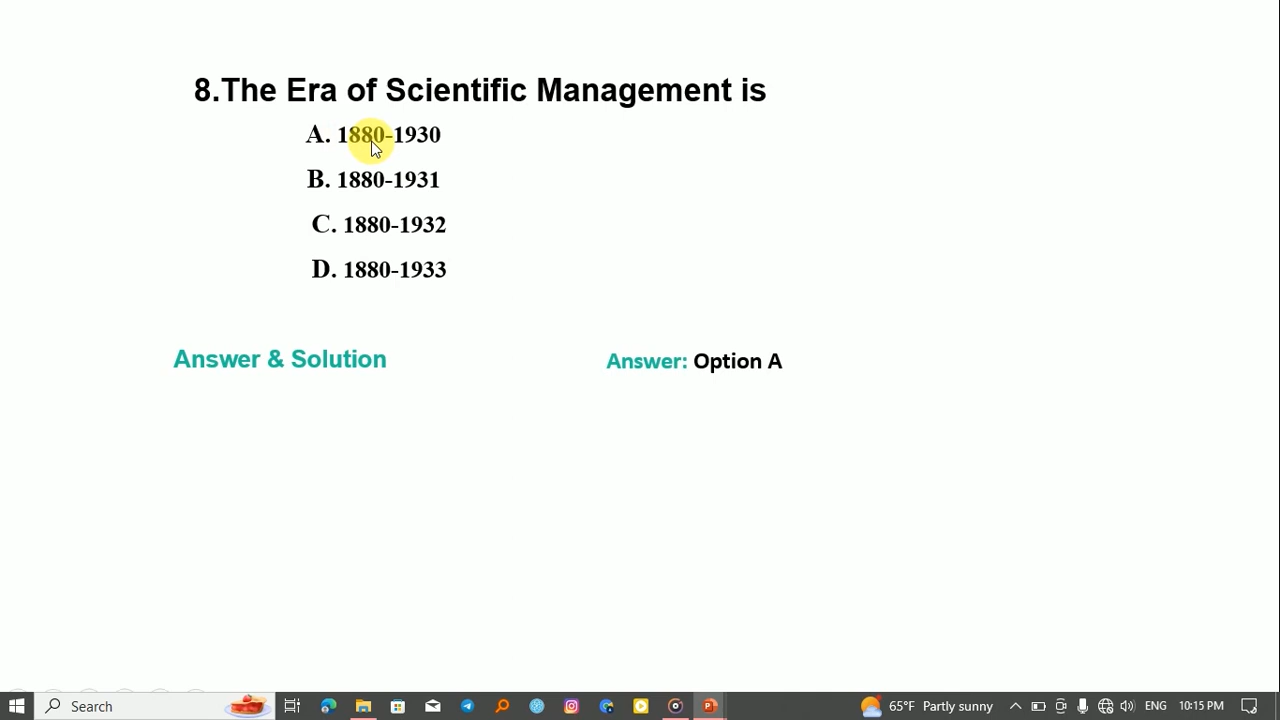 8.The Era of Scientific Management is
A. 1880-1930
B. 1880-1931
C. 1880-1932
D. 1880-1933
Answer & Solution
Answer: Option A
Search
65°F Partly sunny
ENG
10:15 PM